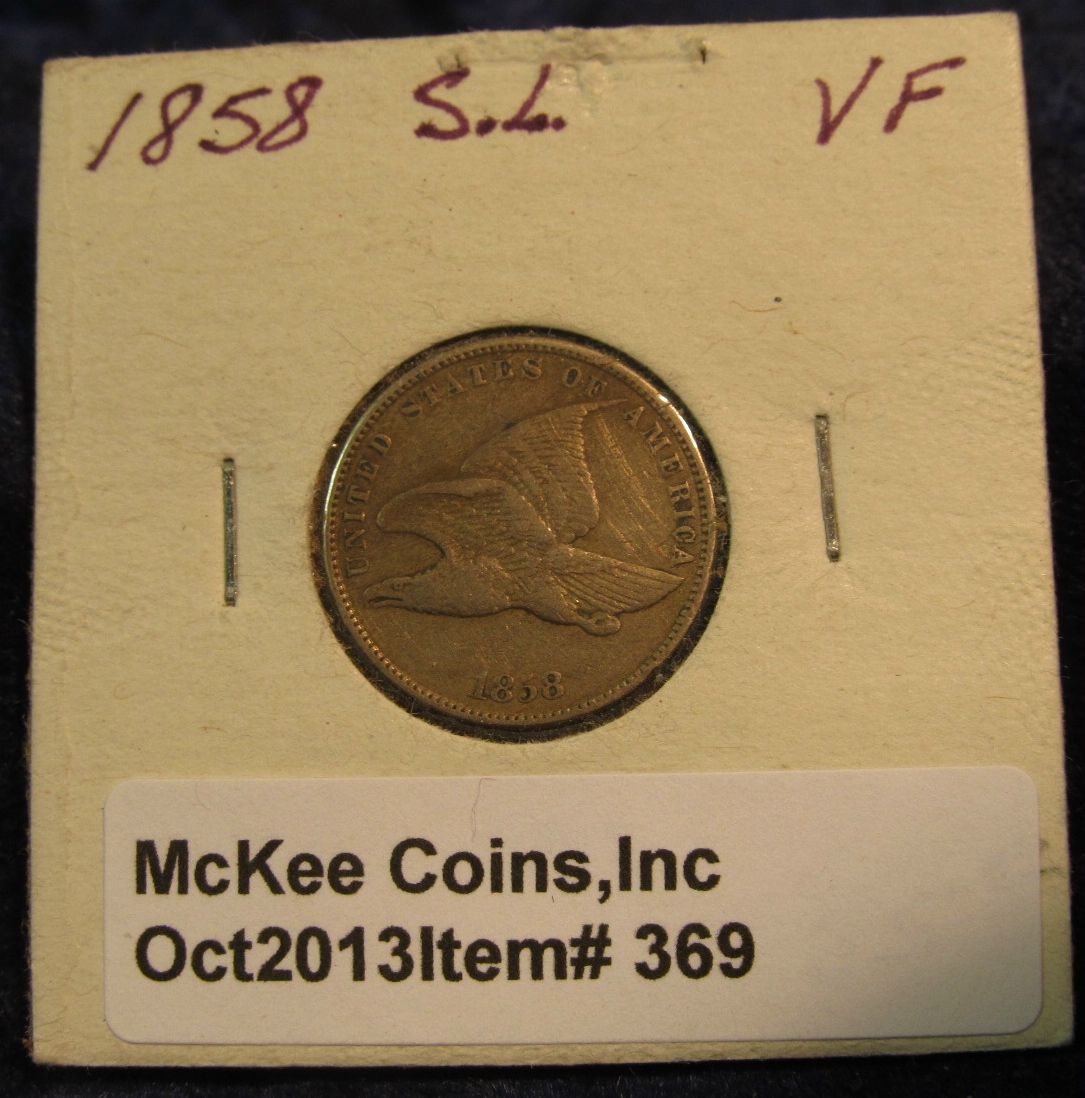 1858 S.L. VF
UNITED STATES OF AMERICA
1858
McKee Coins,Inc
Oct2013Item# 369